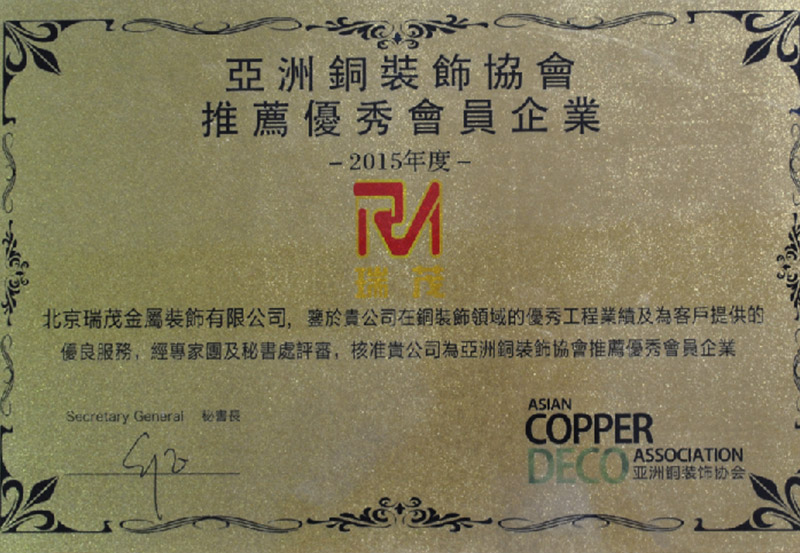 亞洲銅裝飾協會
推薦優秀會員企業
–2015年度–
瑞茂
北京瑞茂金屬裝飾有限公司，鑒於貴公司在銅裝飾領域的優秀工程業績及為客戶提供的
優良服務，經專家團及秘書處評審，核准貴公司為亞洲銅裝飾協會推薦優秀會員企業
Secretary General 秘書長
ASIAN
COPPER
DECO ASSOCIATION
亚洲铜装饰协会